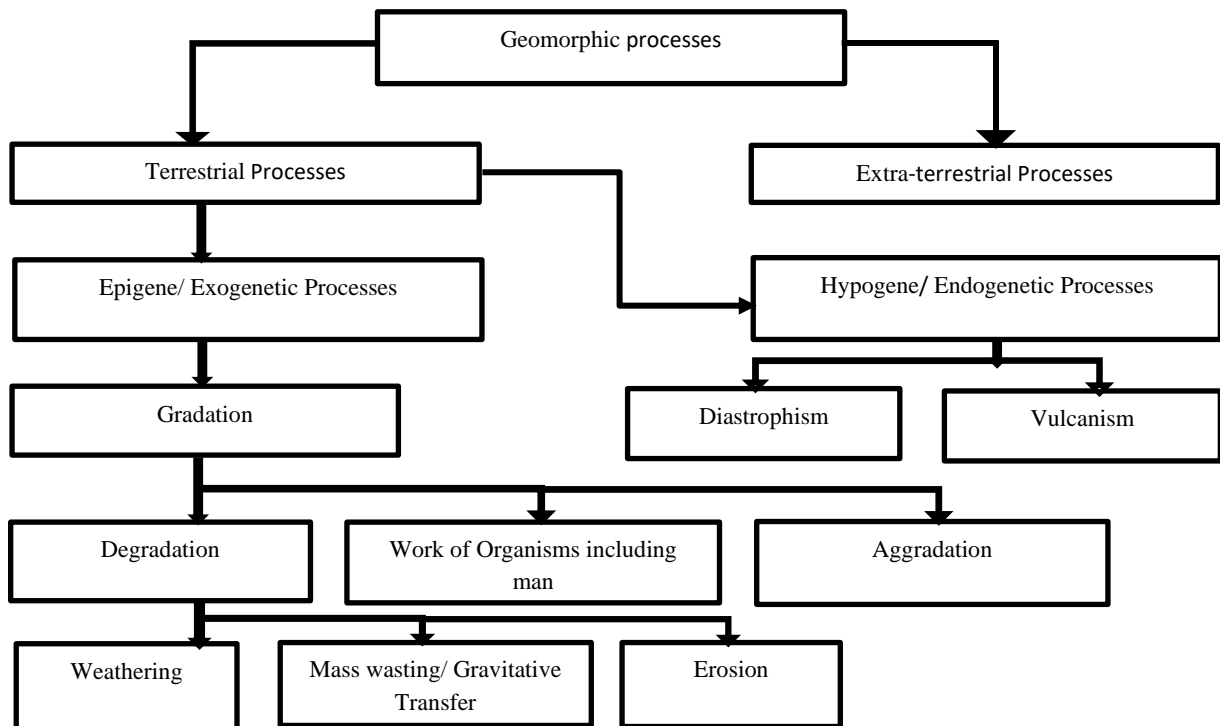 Geomorphic processes
Terrestrial Processes
Extra-terrestrial Processes
Epigene/ Exogenetic Processes
Hypogene/ Endogenetic Processes
Gradation
Diastrophism
Vulcanism
Degradation
Work of Organisms including
man
Aggradation
Weathering
Mass wasting/ Gravitative
Transfer
Erosion